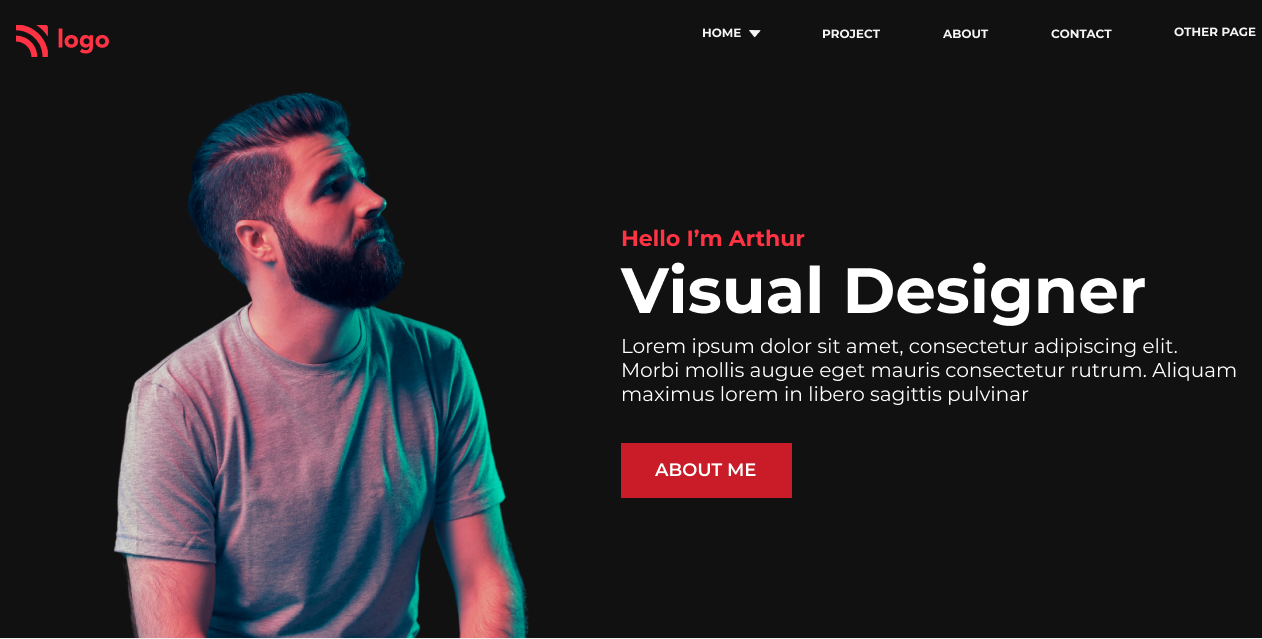 logo
HOME
PROJECT
ABOUT
CONTACT
OTHER PAGE
Hello I’m Arthur
Visual Designer
Lorem ipsum dolor sit amet, consectetur adipiscing elit.
Morbi mollis augue eget mauris consectetur rutrum. Aliquam
maximus lorem in libero sagittis pulvinar
ABOUT ME